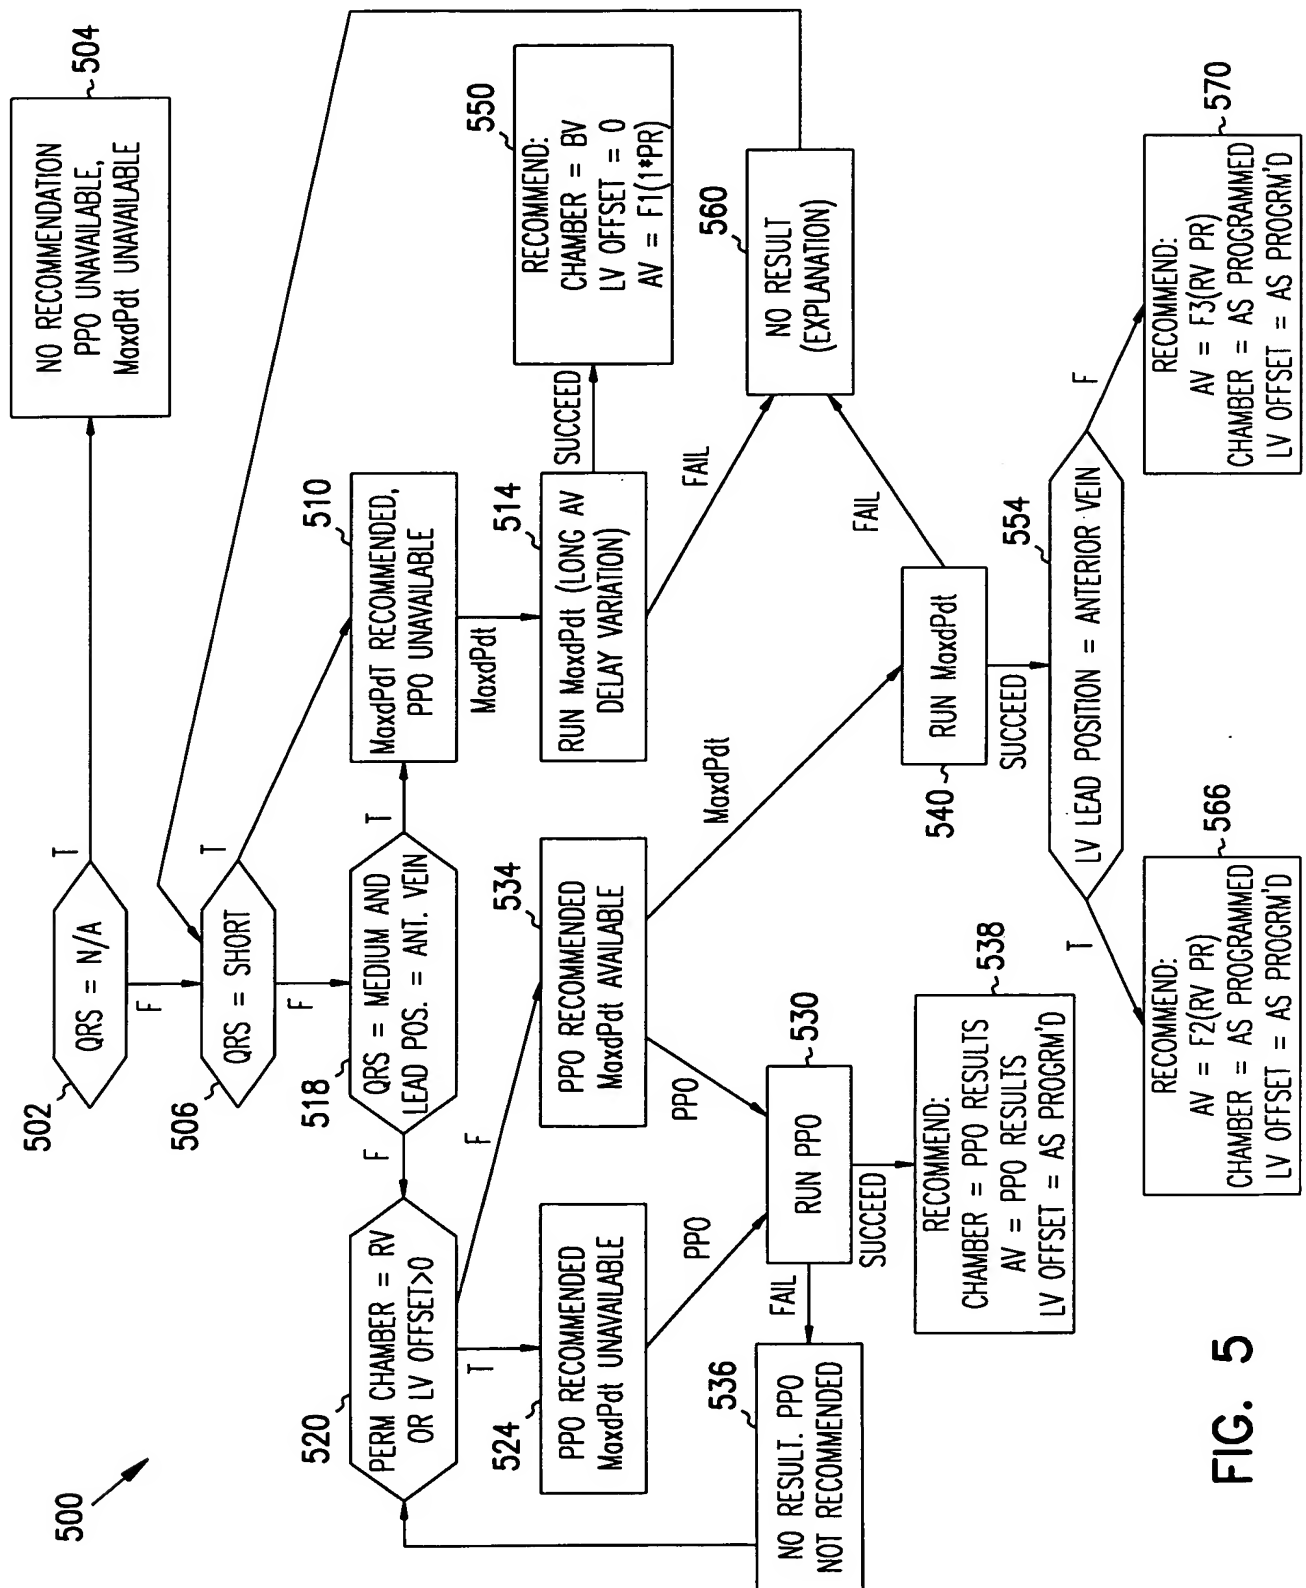 500
502
QRS = N/A
T
F
504
NO RECOMMENDATION
PPO UNAVAILABLE,
MaxdPdt UNAVAILABLE
506
QRS = SHORT
T
F
510
MaxdPdT RECOMMENDED,
PPO UNAVAILABLE
MaxdPdt
518
QRS = MEDIUM AND
LEAD POS. = ANT. VEIN
T
F
514
RUN MaxdPdt (LONG AV
DELAY VARIATION)
SUCCEED
FAIL
550
RECOMMEND:
CHAMBER = BV
LV OFFSET = 0
AV = F1(1*PR)
520
PERM CHAMBER = RV
OR LV OFFSET>0
T
F
524
PPO RECOMMENDED
MaxdPdt UNAVAILABLE
PPO
534
PPO RECOMMENDED
MaxdPdt AVAILABLE
PPO
MaxdPdt
560
NO RESULT
(EXPLANATION)
530
RUN PPO
FAIL
SUCCEED
536
NO RESULT. PPO
NOT RECOMMENDED
538
RECOMMEND:
CHAMBER = PPO RESULTS
AV = PPO RESULTS
LV OFFSET = AS PROGRM'D
540
RUN MaxdPdt
FAIL
SUCCEED
554
LV LEAD POSITION = ANTERIOR VEIN
T
F
566
RECOMMEND:
AV = F2(RV PR)
CHAMBER = AS PROGRAMMED
LV OFFSET = AS PROGRM'D
570
RECOMMEND:
AV = F3(RV PR)
CHAMBER = AS PROGRAMMED
LV OFFSET = AS PROGRM'D
FIG. 5